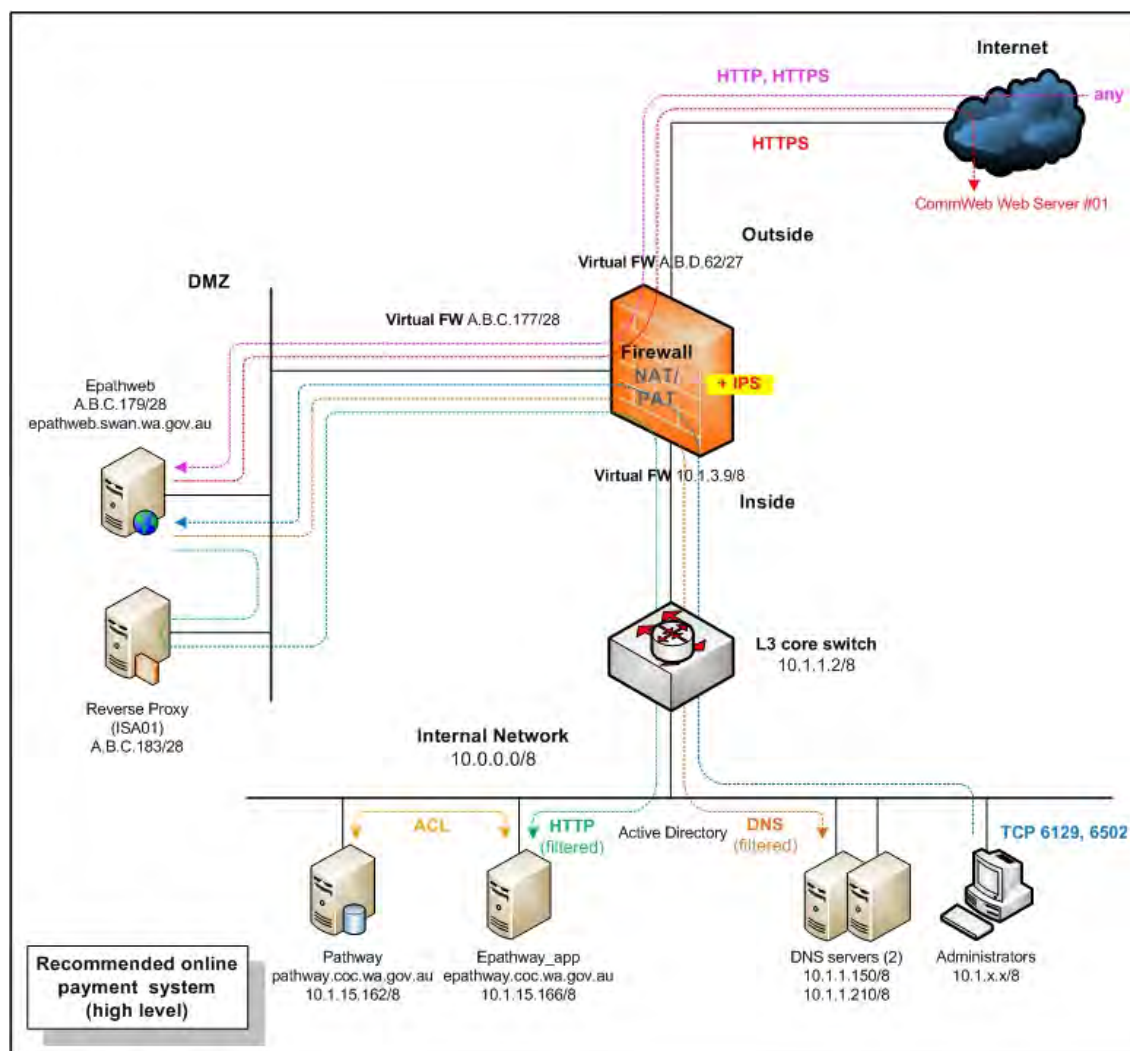 Internet
HTTP, HTTPS
any
HTTPS
CommWeb Web Server #01
Outside
Virtual FW A.B.D.62/27
DMZ
Virtual FW A.B.C.177/28
Firewall
NAT/
PAT
+ IPS
Epathweb
A.B.C.179/28
epathweb.swan.wa.gov.au
Virtual FW 10.1.3.9/8
Inside
L3 core switch
10.1.1.2/8
Reverse Proxy
(ISA01)
A.B.C.183/28
Internal Network
10.0.0.0/8
ACL
HTTP
(filtered)
Active Directory
DNS
(filtered)
TCP 6129, 6502
Pathway
pathway.coc.wa.gov.au
10.1.15.162/8
Epathway_app
epathway.coc.wa.gov.au
10.1.15.166/8
DNS servers (2)
10.1.1.150/8
10.1.1.210/8
Administrators
10.1.x.x/8
Recommended online
payment system
(high level)